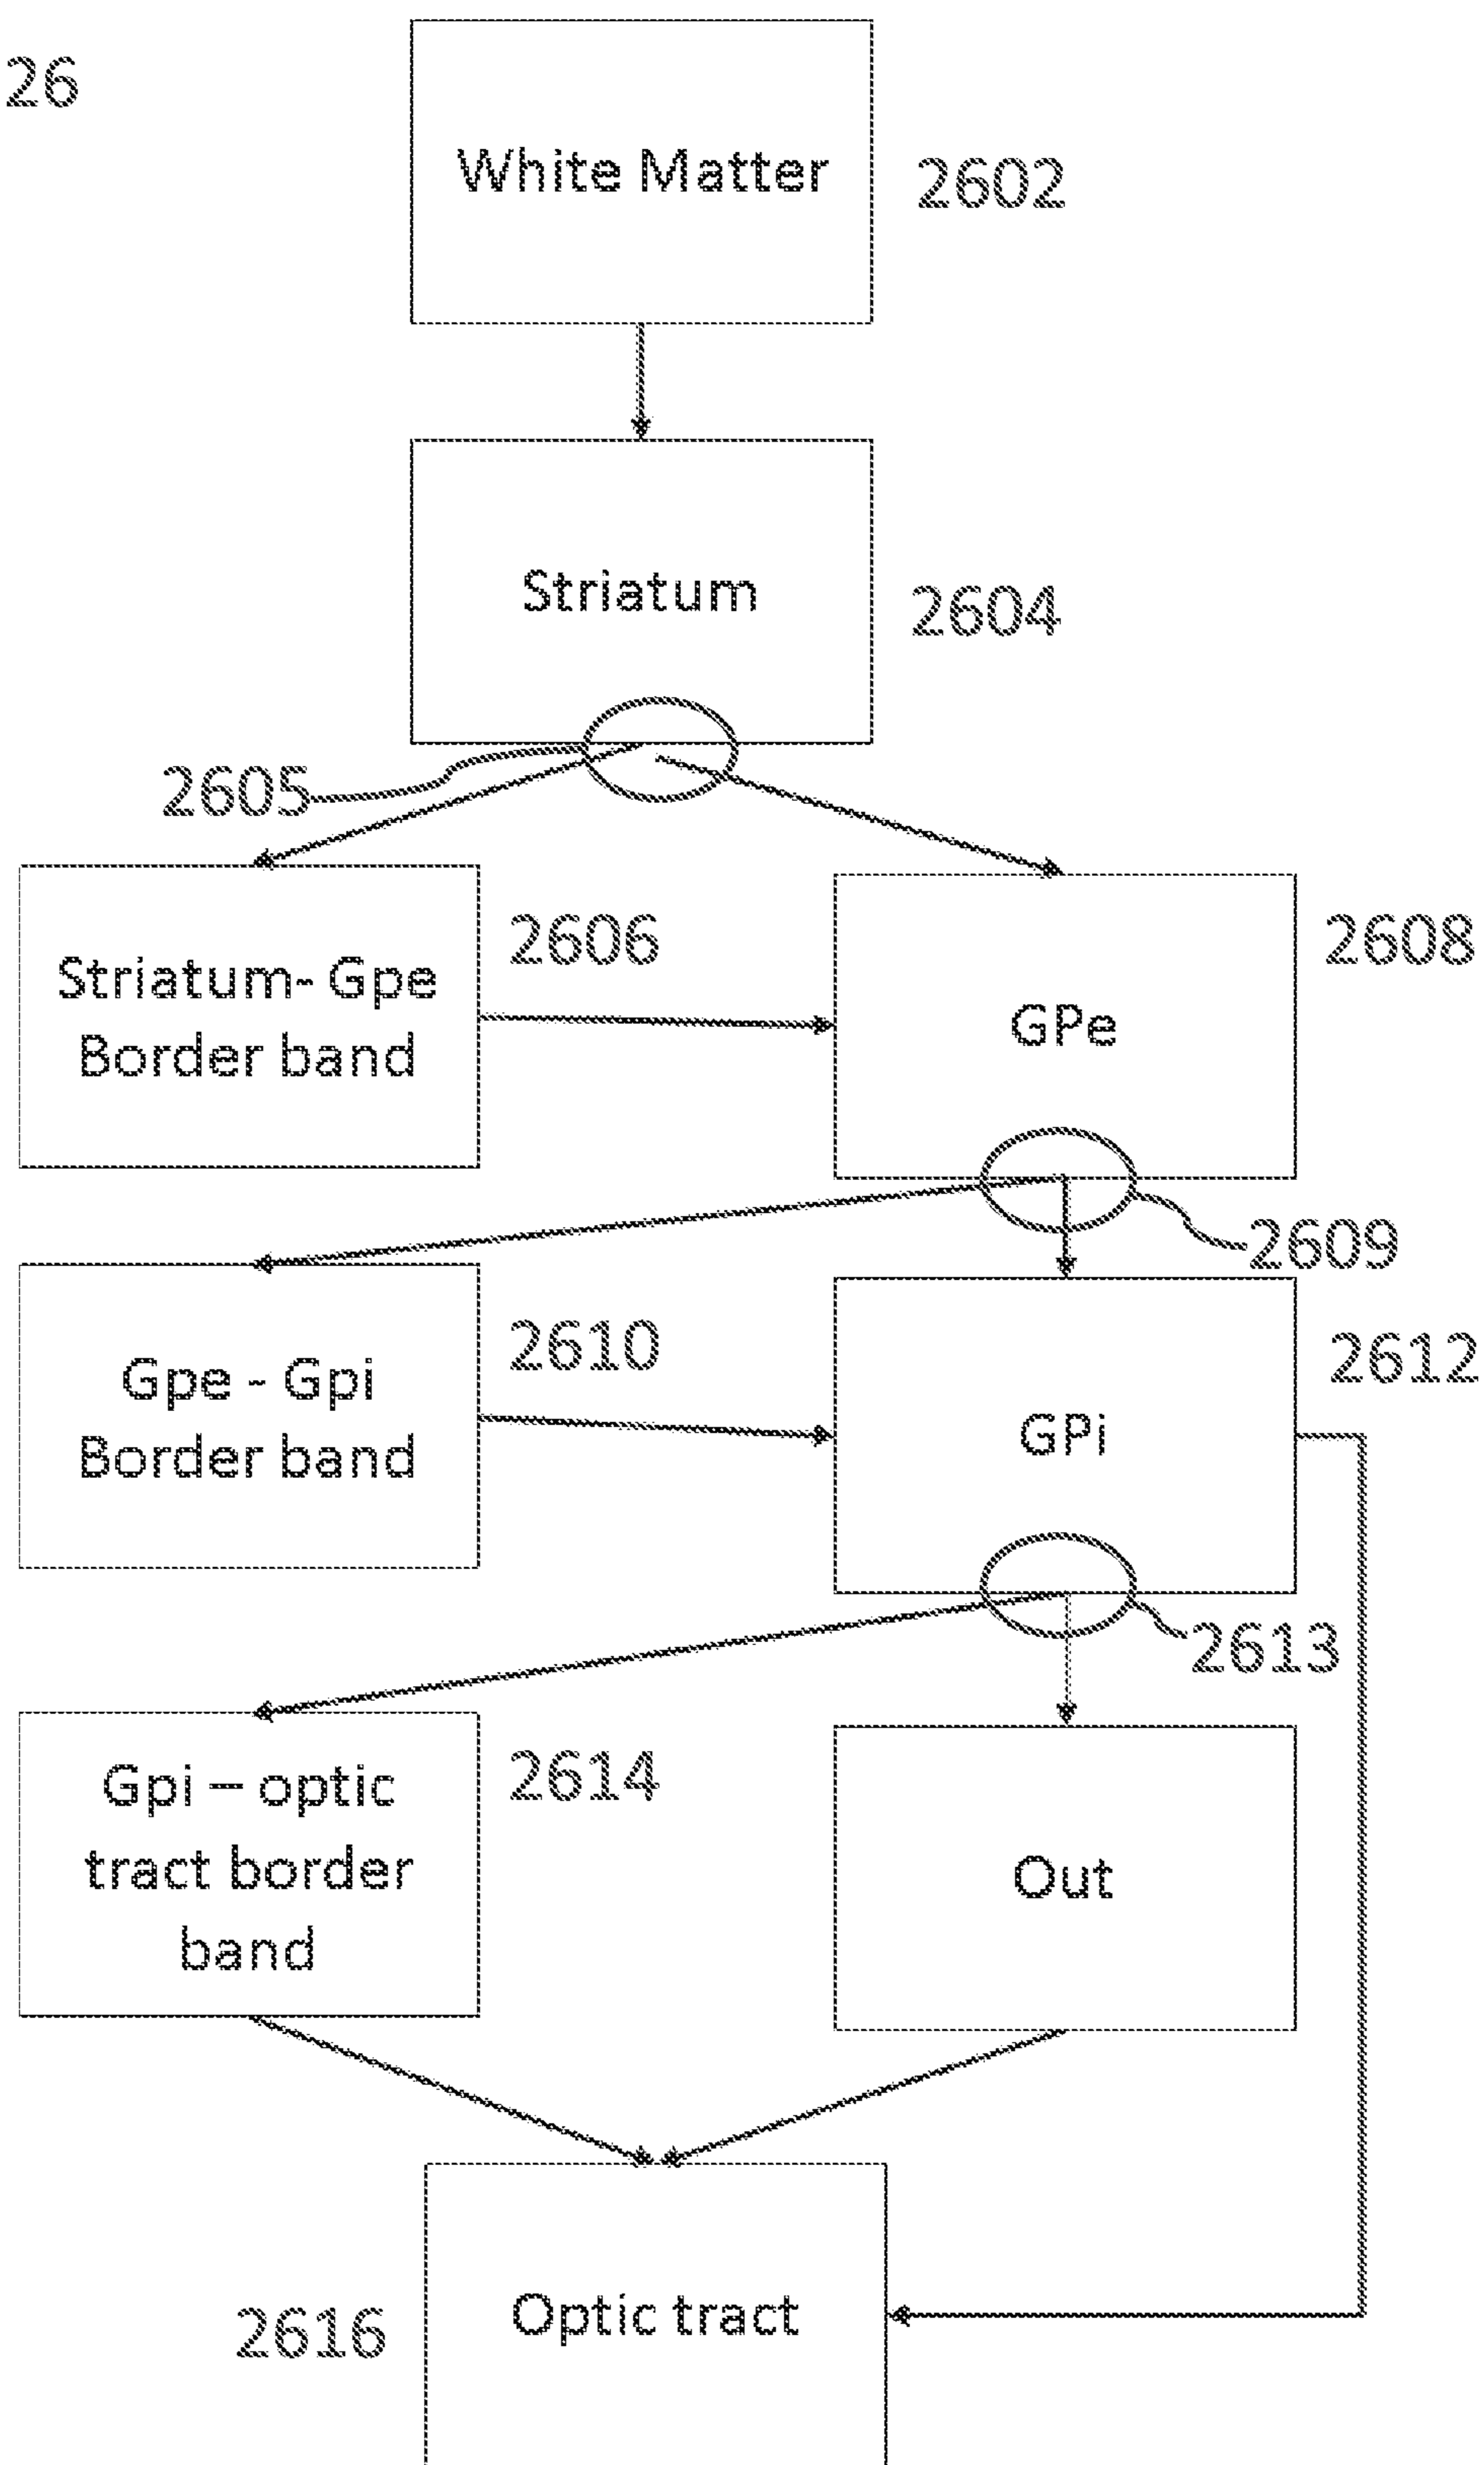 26
White Matter
2602
Striatum
2604
2605
Striatum- Gpe
Border band
2606
GPe
2608
2609
Gpe - Gpi
Border band
2610
GPi
2612
2613
Gpi – optic
tract border
band
2614
Out
Optic tract
2616